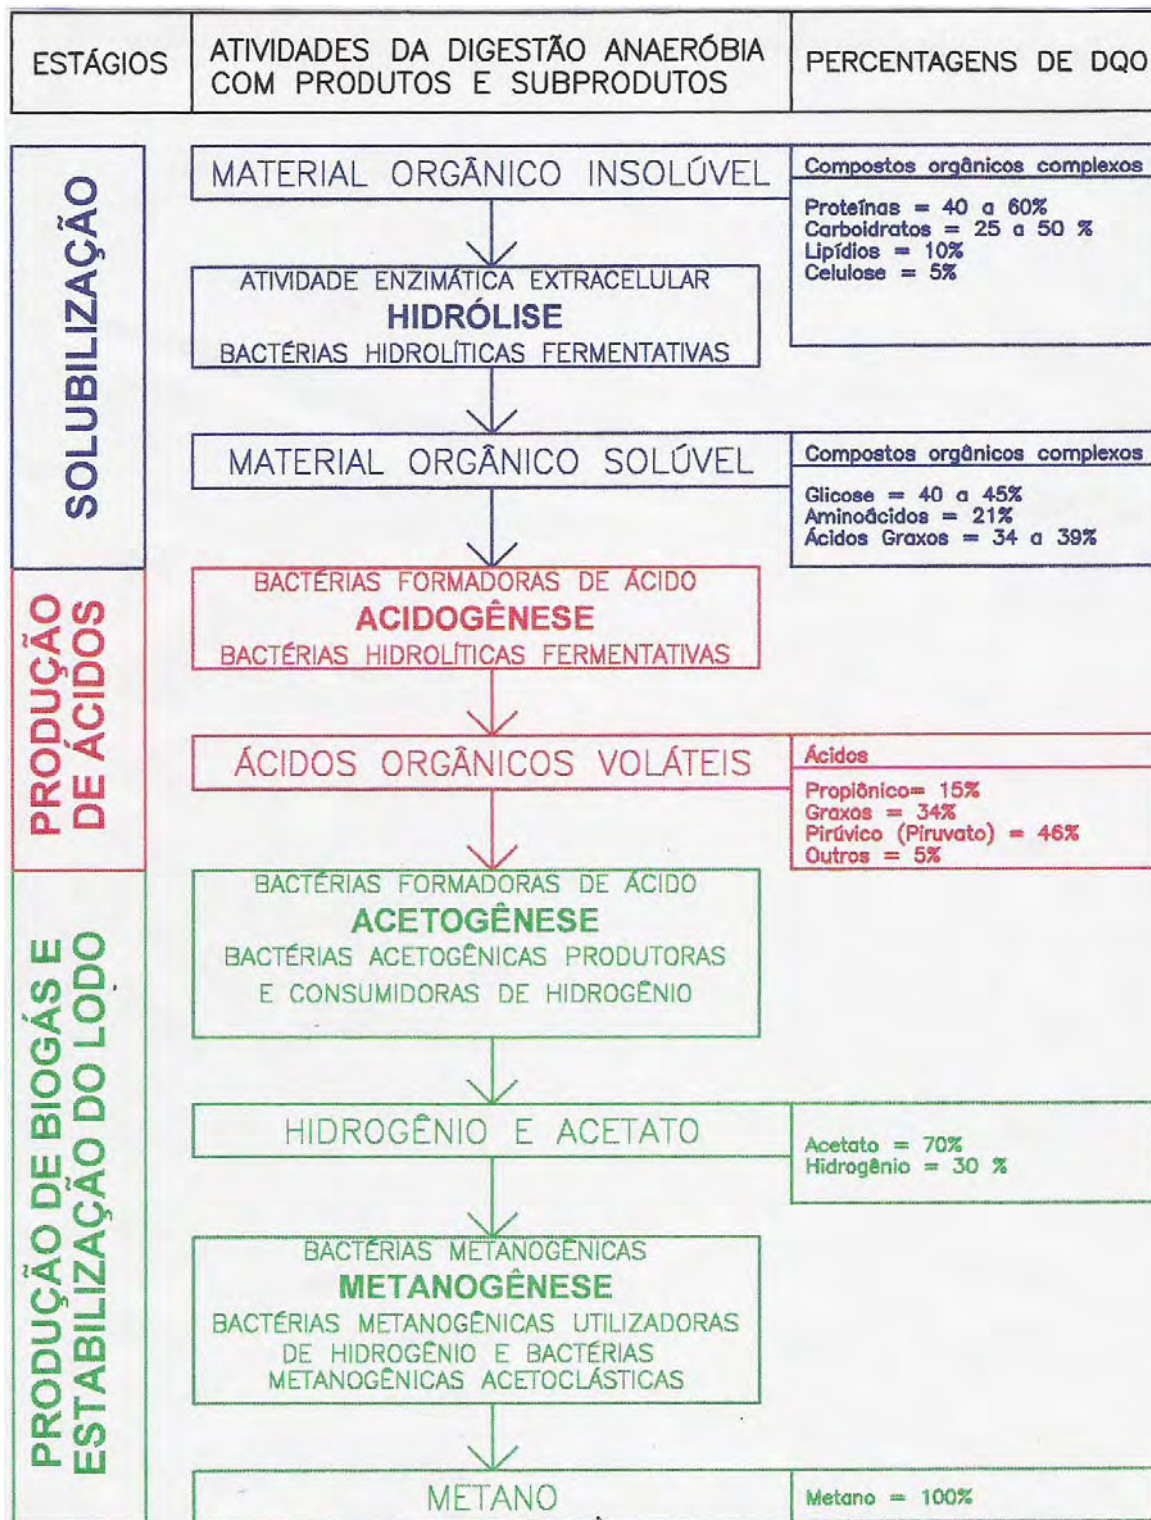 ESTÁGIOS
ATIVIDADES DA DIGESTÃO ANAERÓBIA
COM PRODUTOS E SUBPRODUTOS
PERCENTAGENS DE DQO
SOLUBILIZAÇÃO
MATERIAL ORGÂNICO INSOLÚVEL
Compostos orgânicos complexos
Proteínas = 40 a 60%
Carboidratos = 25 a 50 %
Lipídios = 10%
Celulose = 5%
ATIVIDADE ENZIMÁTICA EXTRACELULAR
HIDRÓLISE
BACTÉRIAS HIDROLÍTICAS FERMENTATIVAS
MATERIAL ORGÂNICO SOLÚVEL
Compostos orgânicos complexos
Glicose = 40 a 45%
Aminoácidos = 21%
Ácidos Graxos = 34 a 39%
PRODUÇÃO
DE ÁCIDOS
BACTÉRIAS FORMADORAS DE ÁCIDO
ACIDOGÊNESE
BACTÉRIAS HIDROLÍTICAS FERMENTATIVAS
ÁCIDOS ORGÂNICOS VOLÁTEIS
Ácidos
Propiônico= 15%
Graxos = 34%
Pirúvico (Piruvato) = 46%
Outros = 5%
PRODUÇÃO DE BIOGÁS E
ESTABILIZAÇÃO DO LODO
BACTÉRIAS FORMADORAS DE ÁCIDO
ACETOGÊNESE
BACTÉRIAS ACETOGÊNICAS PRODUTORAS
E CONSUMIDORAS DE HIDROGÊNIO
HIDROGÊNIO E ACETATO
Acetato = 70%
Hidrogênio = 30 %
BACTÉRIAS METANOGÊNICAS
METANOGÊNESE
BACTÉRIAS METANOGÊNICAS UTILIZADORAS
DE HIDROGÊNIO E BACTÉRIAS
METANOGÊNICAS ACETOCLÁSTICAS
METANO
Metano = 100%